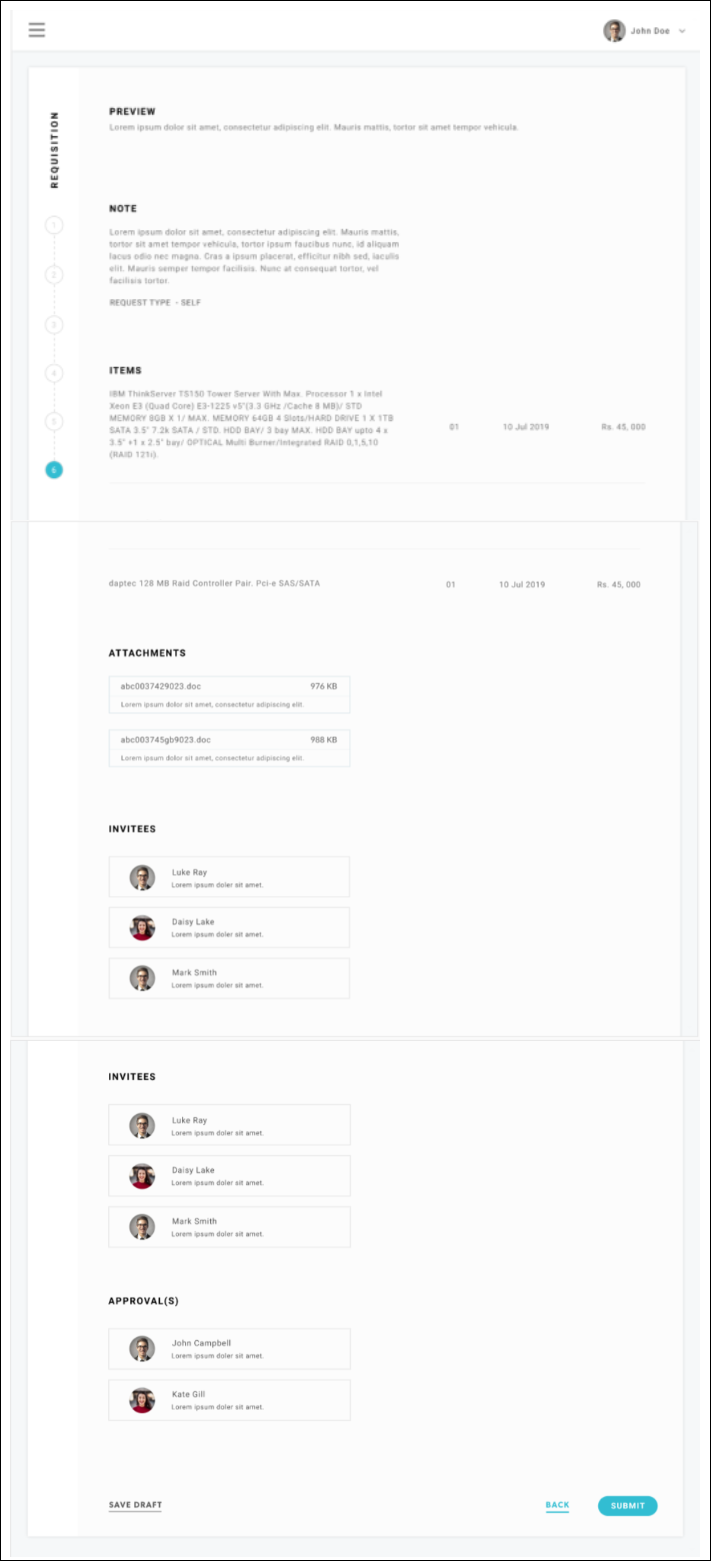 John Doe
REQUISITION
1
2
3
4
5
6
PREVIEW
Lorem ipsum dolor sit amet, consectetur adipiscing elit. Mauris mattis, tortor sit amet tempor vehicula.
NOTE
Lorem ipsum dolor sit amet, consectetur adipiscing elit. Mauris mattis,
tortor sit amet tempor vehicula, tortor ipsum faucibus nunc, id aliquam
lacus odio nec magna. Cras a ipsum placerat, efficitur nibh sed, iaculis
elit. Mauris semper tempor facilisis. Nunc at consequat tortor, vel
facilisis tortor.
REQUEST TYPE - SELF
ITEMS
IBM ThinkServer TS150 Tower Server With Max. Processor 1 x Intel
Xeon E3 (Quad Core) E3-1225 v5"(3.3 GHz /Cache 8 MB)/ STD
MEMORY 8GB X 1/ MAX. MEMORY 64GB 4 Slots/HARD DRIVE 1 X 1TB
SATA 3.5" 7.2k SATA / STD. HDD BAY/ 3 bay MAX. HDD BAY upto 4 x
3.5" +1 x 2.5" bay/ OPTICAL Multi Burner/Integrated RAID 0,1,5,10
(RAID 121i).
01 10 Jul 2019 Rs. 45, 000
daptec 128 MB Raid Controller Pair. Pci-e SAS/SATA 01 10 Jul 2019 Rs. 45, 000
ATTACHMENTS
abc0037429023.doc 976 KB
Lorem ipsum dolor sit amet, consectetur adipiscing elit.
abc003745gb9023.doc 988 KB
Lorem ipsum dolor sit amet, consectetur adipiscing elit.
INVITEES
Luke Ray
Lorem ipsum doler sit amet.
Daisy Lake
Lorem ipsum doler sit amet.
Mark Smith
Lorem ipsum doler sit amet.
INVITEES
Luke Ray
Lorem ipsum doler sit amet.
Daisy Lake
Lorem ipsum doler sit amet.
Mark Smith
Lorem ipsum doler sit amet.
APPROVAL(S)
John Campbell
Lorem ipsum doler sit amet.
Kate Gill
Lorem ipsum doler sit amet.
SAVE DRAFT BACK SUBMIT